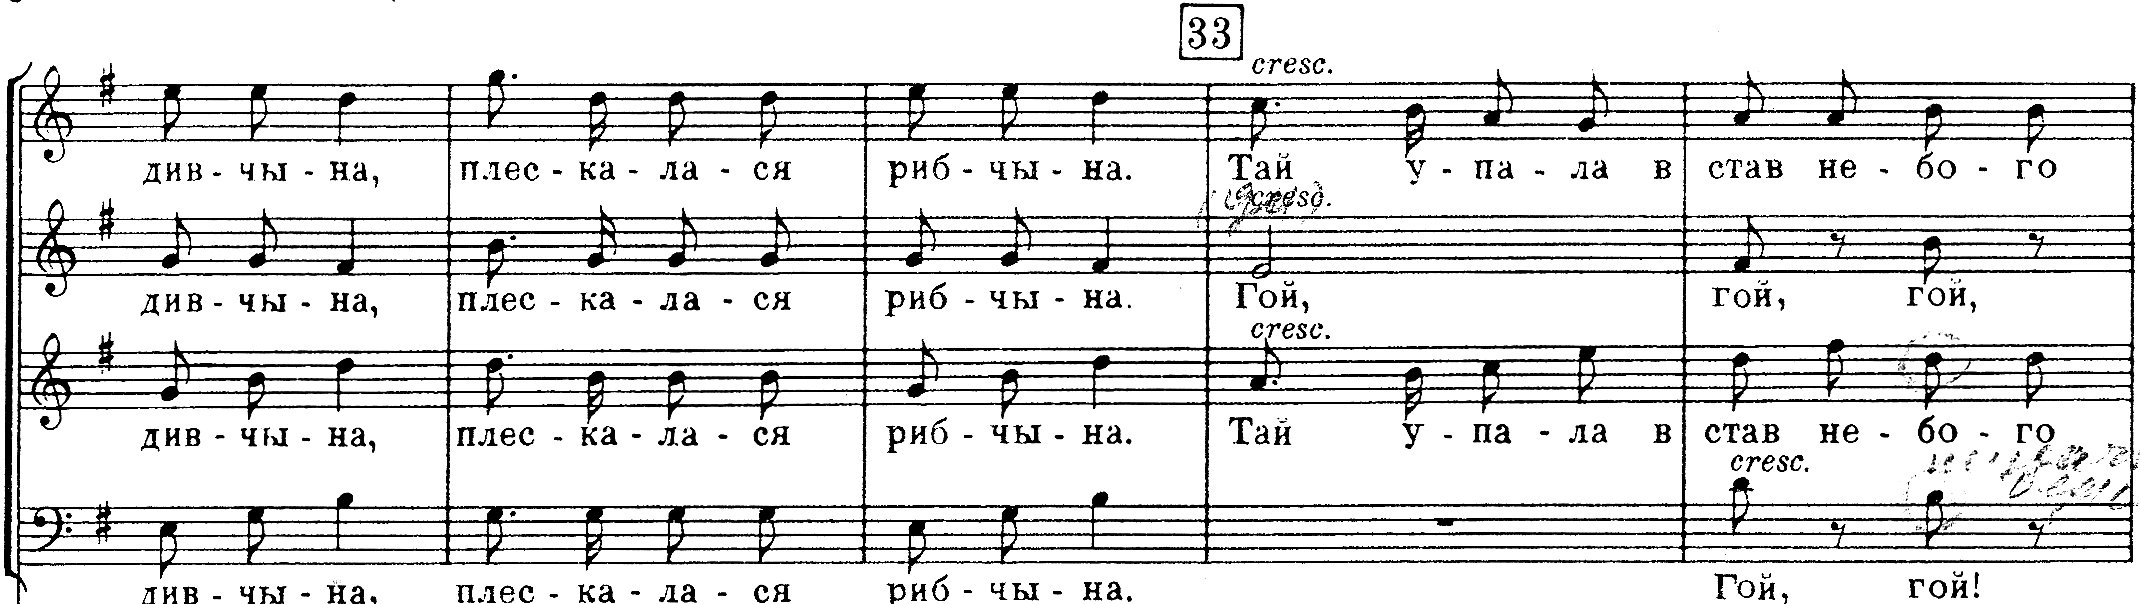 33
cresc.
див - чы - на, плес - ка - ла - ся риб - чы - на. Тай у - па - ла в став не - бо - го
cresc.
див - чы - на, плес - ка - ла - ся риб - чы - на. Гой, гой, гой,
cresc.
див - чы - на, плес - ка - ла - ся риб - чы - на. Тай у - па - ла в став не - бо - го
cresc.
див - чы - на, плес - ка - ла - ся риб - чы - на. Гой, гой!